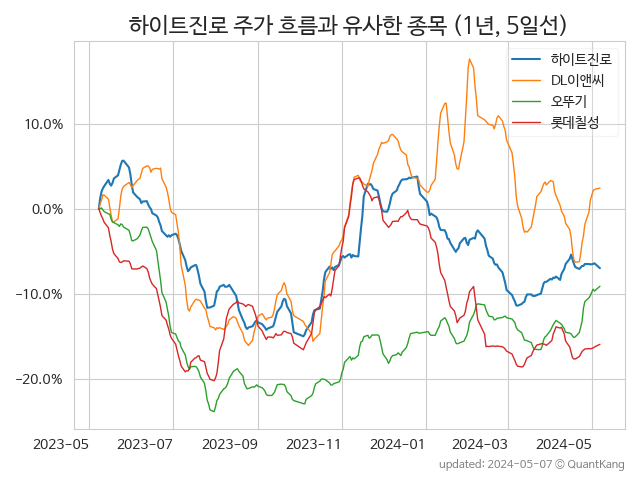 하이트진로 주가 흐름과 유사한 종목 (1년, 5일선)
하이트진로
DL이앤씨
오뚜기
롯데칠성
10.0%
0.0%
−10.0%
−20.0%
2023-05
2023-07
2023-09
2023-11
2024-01
2024-03
2024-05
updated: 2024-05-07 © QuantKang